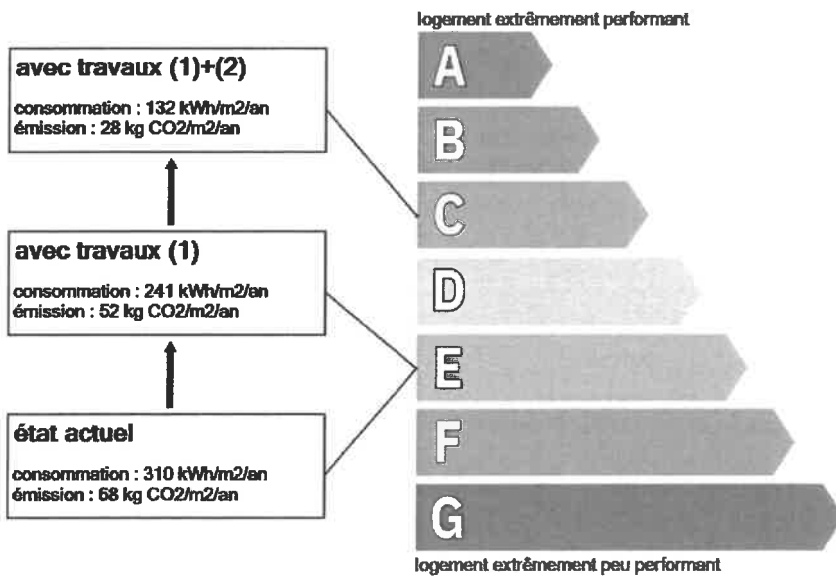 logement extrêmement performant
avec travaux (1)+(2)
consommation : 132 kWh/m2/an
émission : 28 kg CO2/m2/an
avec travaux (1)
consommation : 241 kWh/m2/an
émission : 52 kg CO2/m2/an
état actuel
consommation : 310 kWh/m2/an
émission : 68 kg CO2/m2/an
A
B
C
D
E
F
G
logement extrêmement peu performant